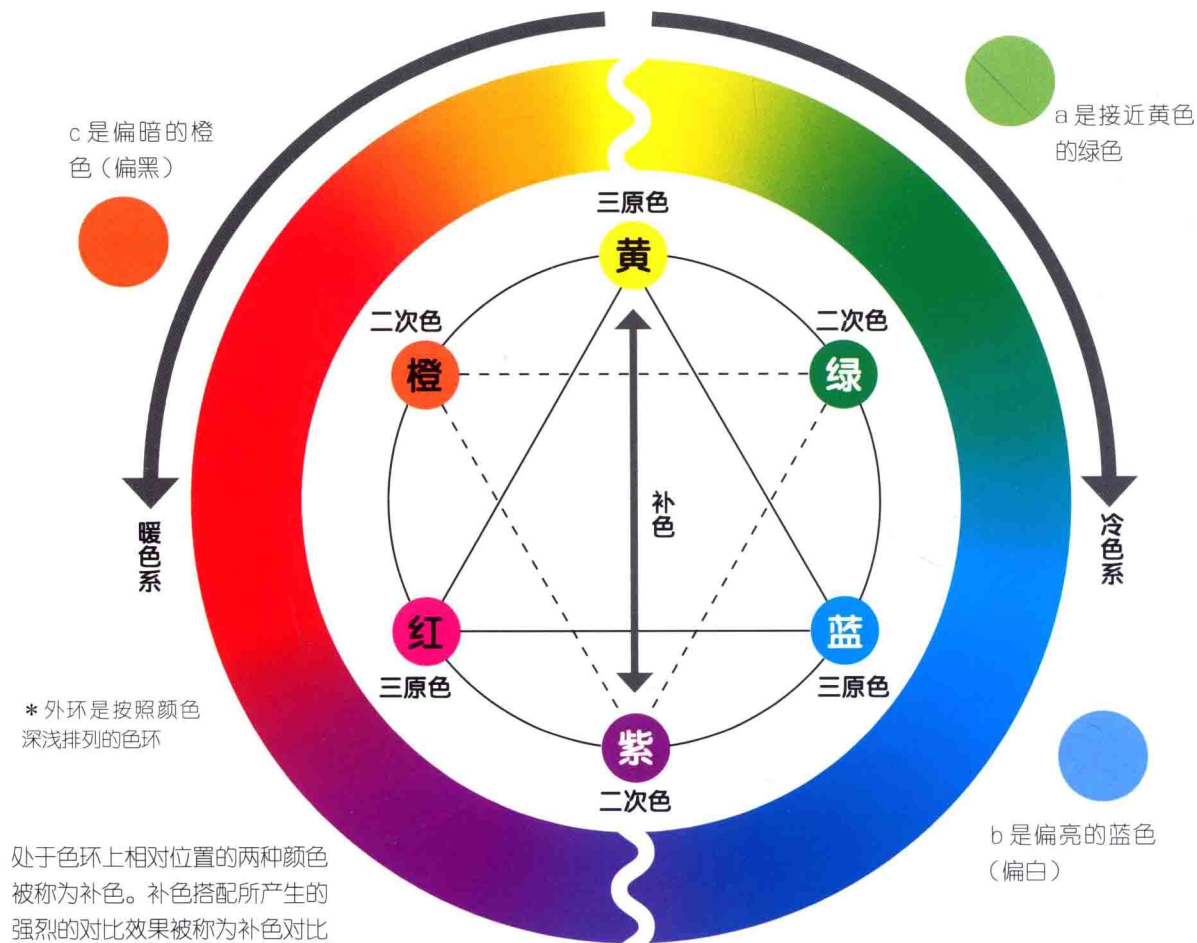 c 是偏暗的橙
色（偏黑）
a 是接近黄色
的绿色
三原色
黄
二次色
橙
二次色
绿
补色
暖色系
冷色系
红
三原色
蓝
三原色
紫
二次色
＊外环是按照颜色
深浅排列的色环
b 是偏亮的蓝色
（偏白）
处于色环上相对位置的两种颜色
被称为补色。补色搭配所产生的
强烈的对比效果被称为补色对比